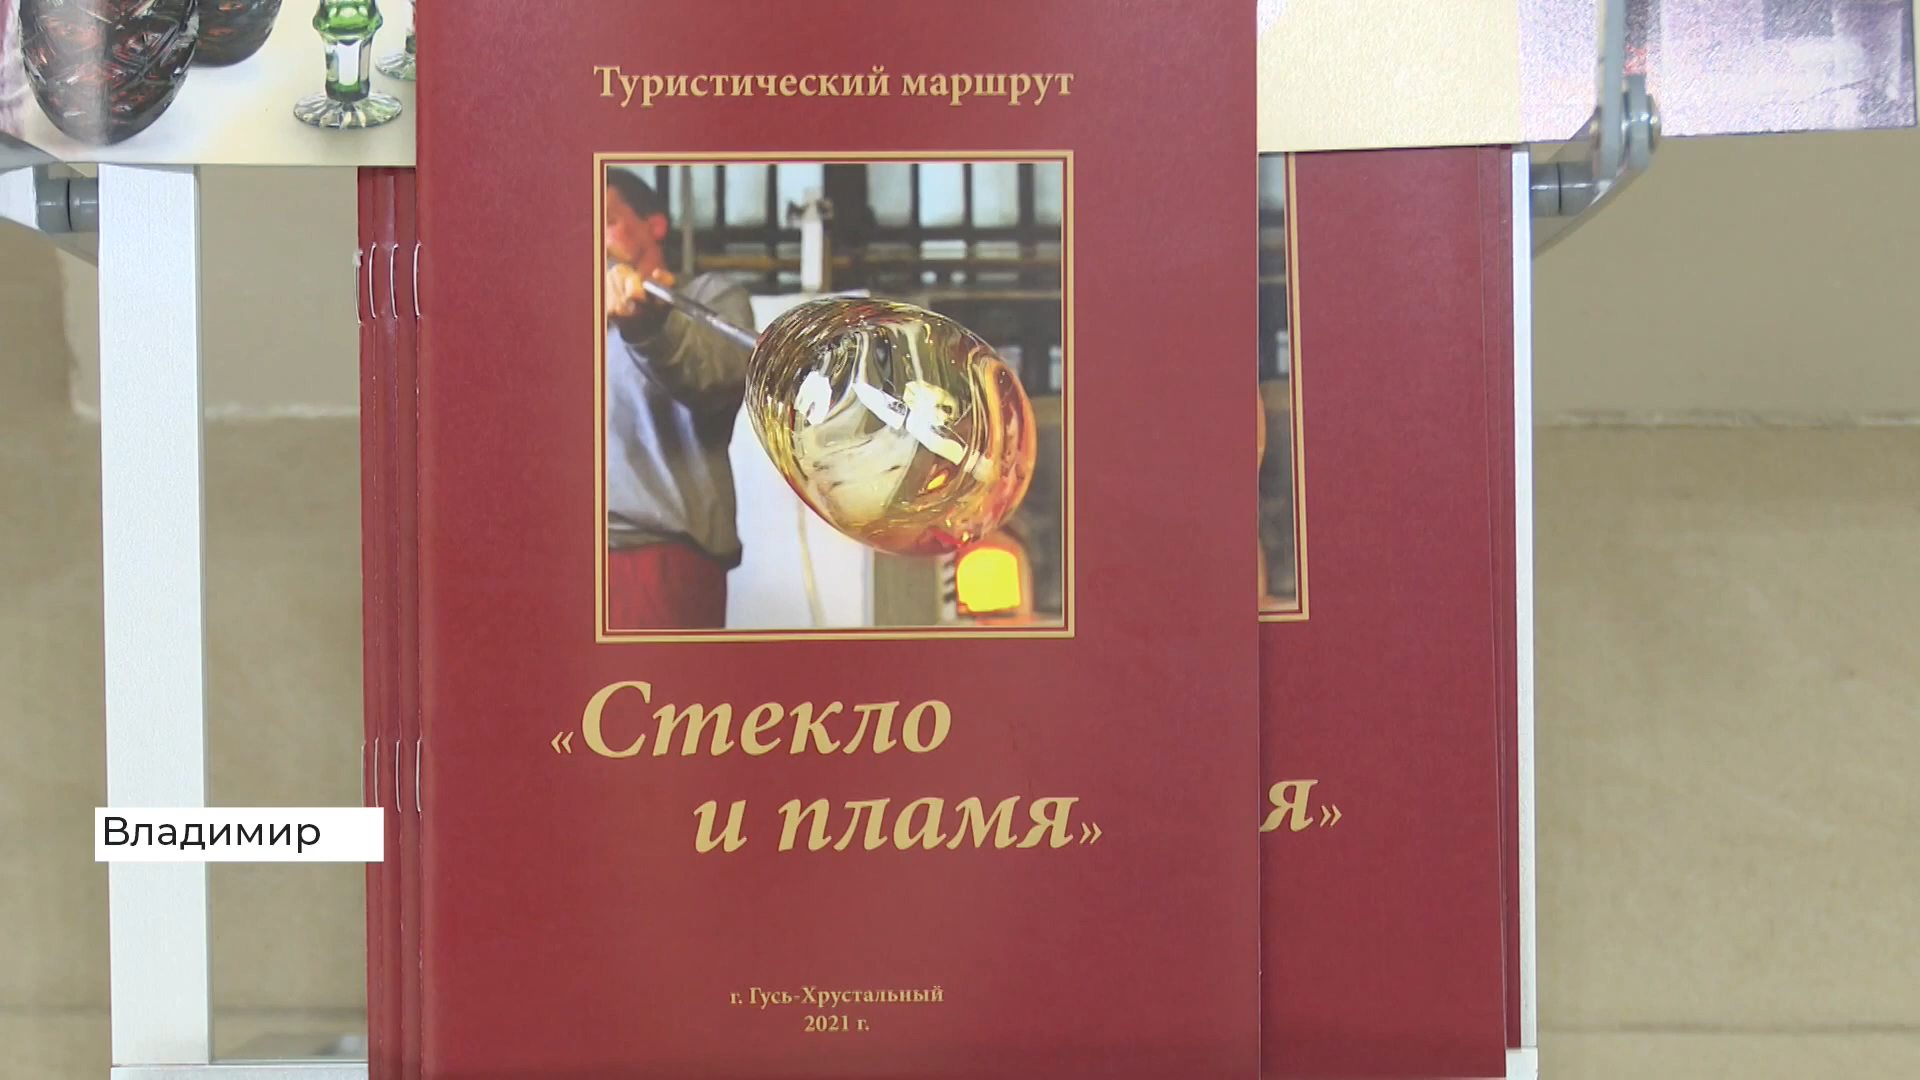 Туристический маршрут
«Стекло
и пламя»
я»
Владимир
г. Гусь-Хрустальный
2021 г.